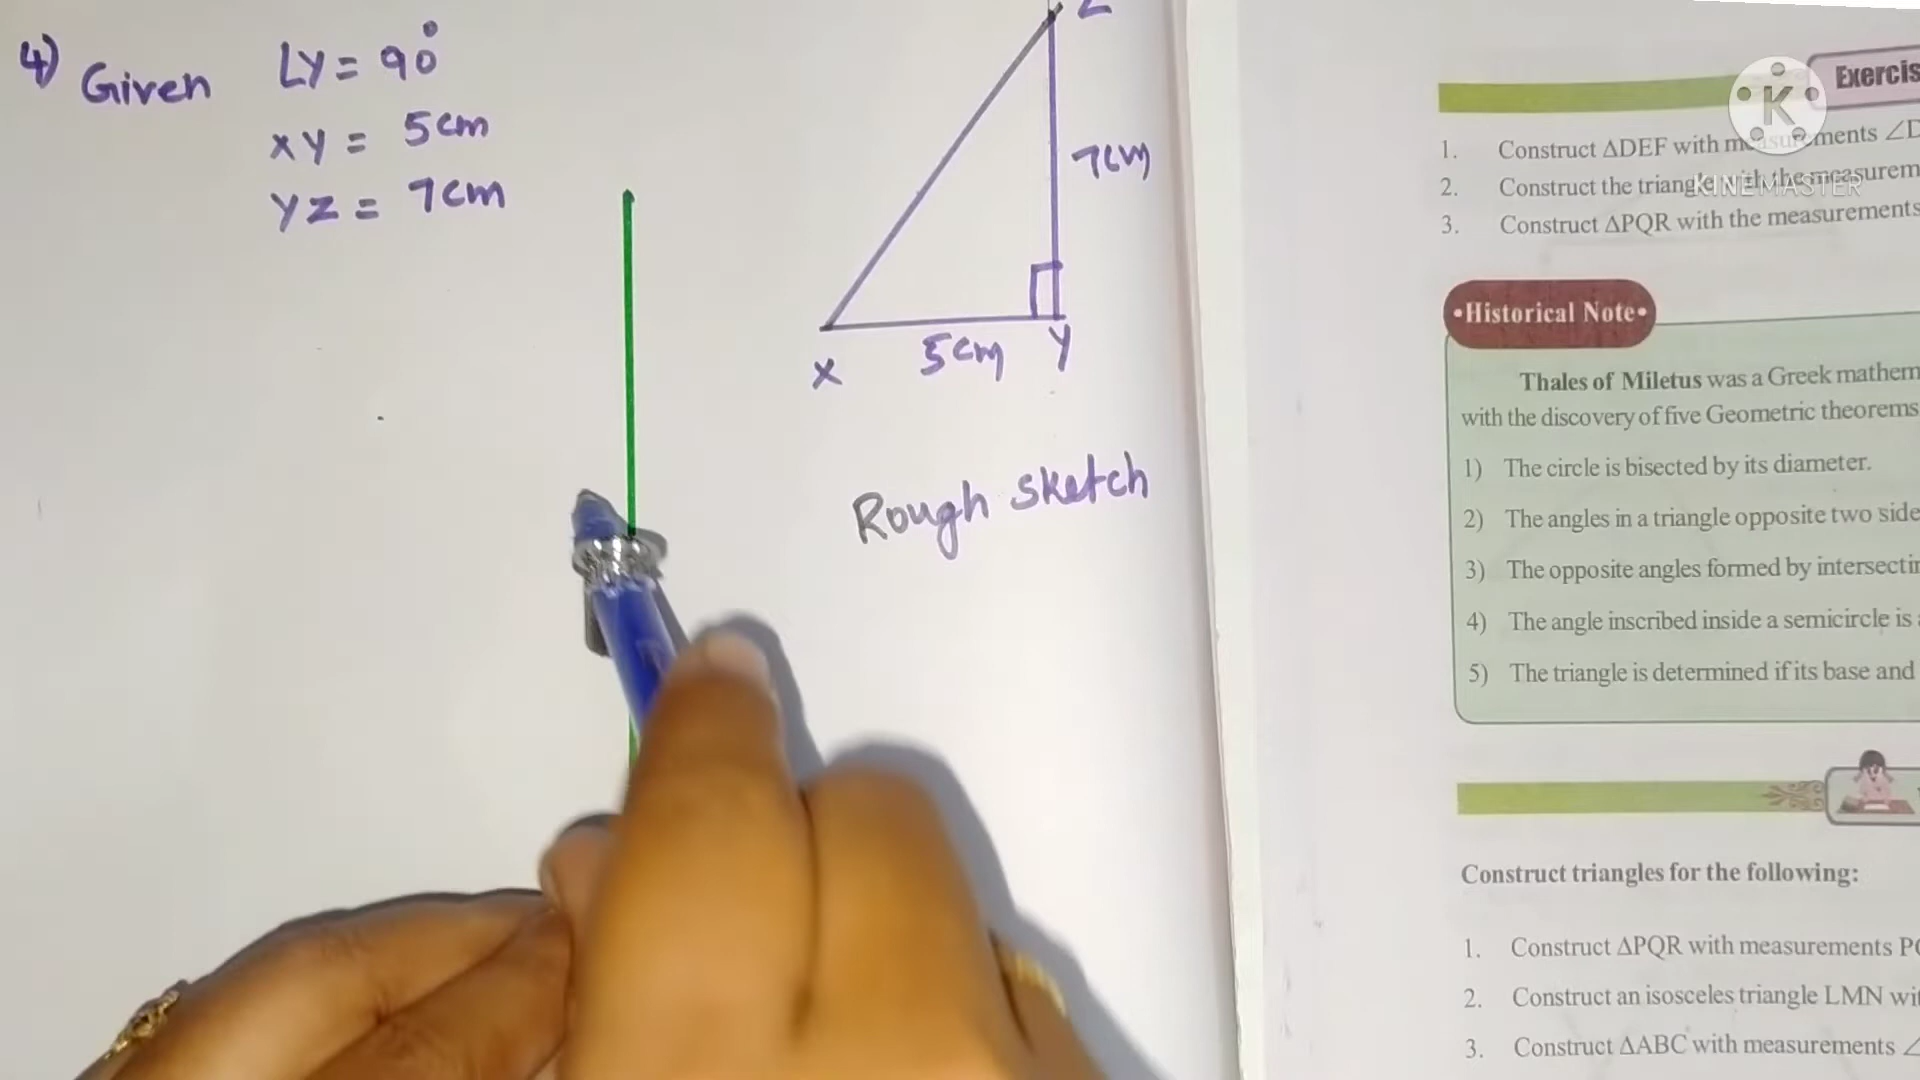 4) Given ∠Y = 90°
XY = 5cm
YZ = 7cm
Z
7cm
X 5cm Y
Rough sketch
K
KINEMASTER
Exercis
1. Construct ΔDEF with measurements ∠D
2. Construct the triangle with the measurem
3. Construct ΔPQR with the measurements
•Historical Note•
Thales of Miletus was a Greek mathem
with the discovery of five Geometric theorems
1) The circle is bisected by its diameter.
2) The angles in a triangle opposite two side
3) The opposite angles formed by intersectin
4) The angle inscribed inside a semicircle is a
5) The triangle is determined if its base and
Construct triangles for the following:
1. Construct ΔPQR with measurements PQ
2. Construct an isosceles triangle LMN wit
3. Construct ΔABC with measurements ∠